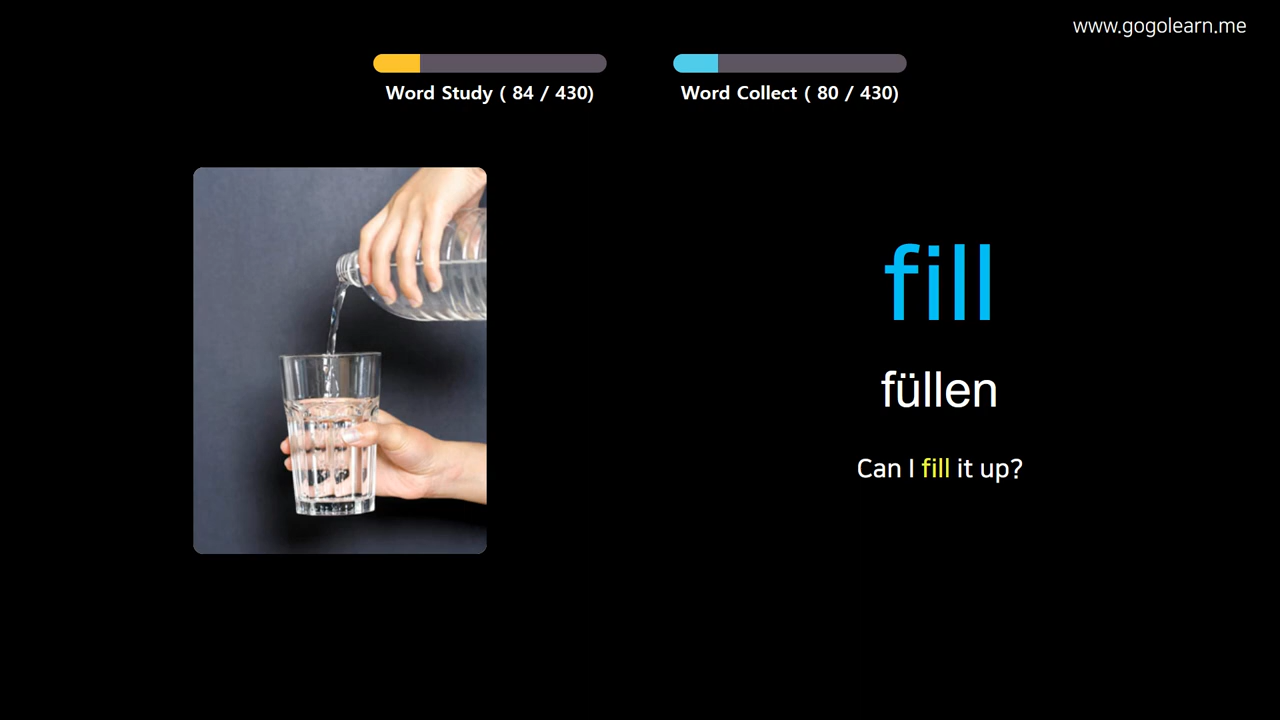 www.gogolearn.me
Word Study ( 84 / 430)
Word Collect ( 80 / 430)
fill
füllen
Can I fill it up?